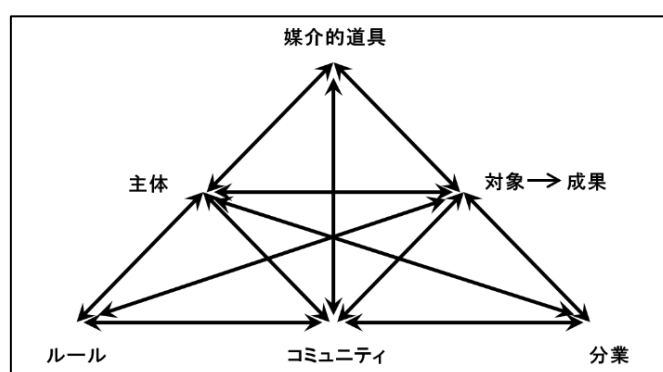 媒介的道具
主体
対象→成果
ルール
コミュニティ
分業